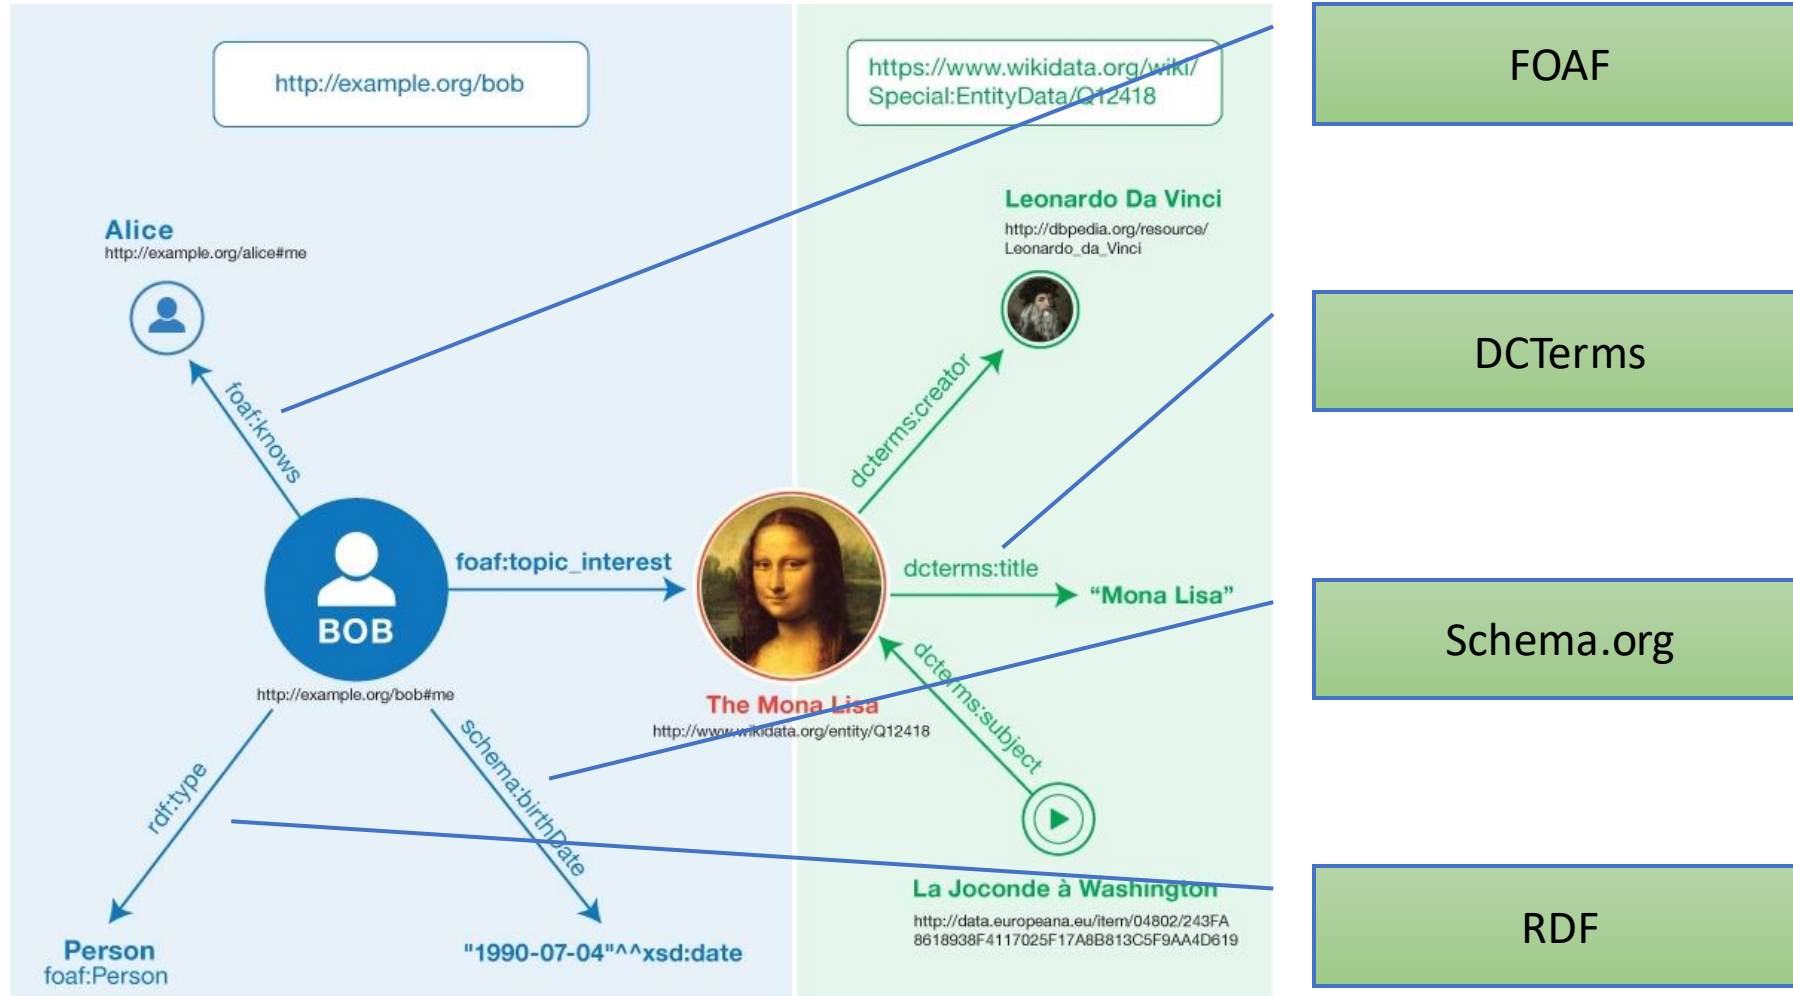 http://example.org/bob
https://www.wikidata.org/wiki/
Special:EntityData/Q12418
FOAF
Alice
http://example.org/alice#me
Leonardo Da Vinci
http://dbpedia.org/resource/
Leonardo_da_Vinci
DCTerms
foaf:knows
dcterms:creator
foaf:topic_interest
dcterms:title
"Mona Lisa"
BOB
http://example.org/bob#me
The Mona Lisa
http://www.wikidata.org/entity/Q12418
Schema.org
dcterms:subject
rdf:type
schema:birthDate
La Joconde à Washington
http://data.europeana.eu/item/04802/243FA
8618938F4117025F17A8B813C5F9AA4D619
RDF
Person
foaf:Person
"1990-07-04"^^xsd:date